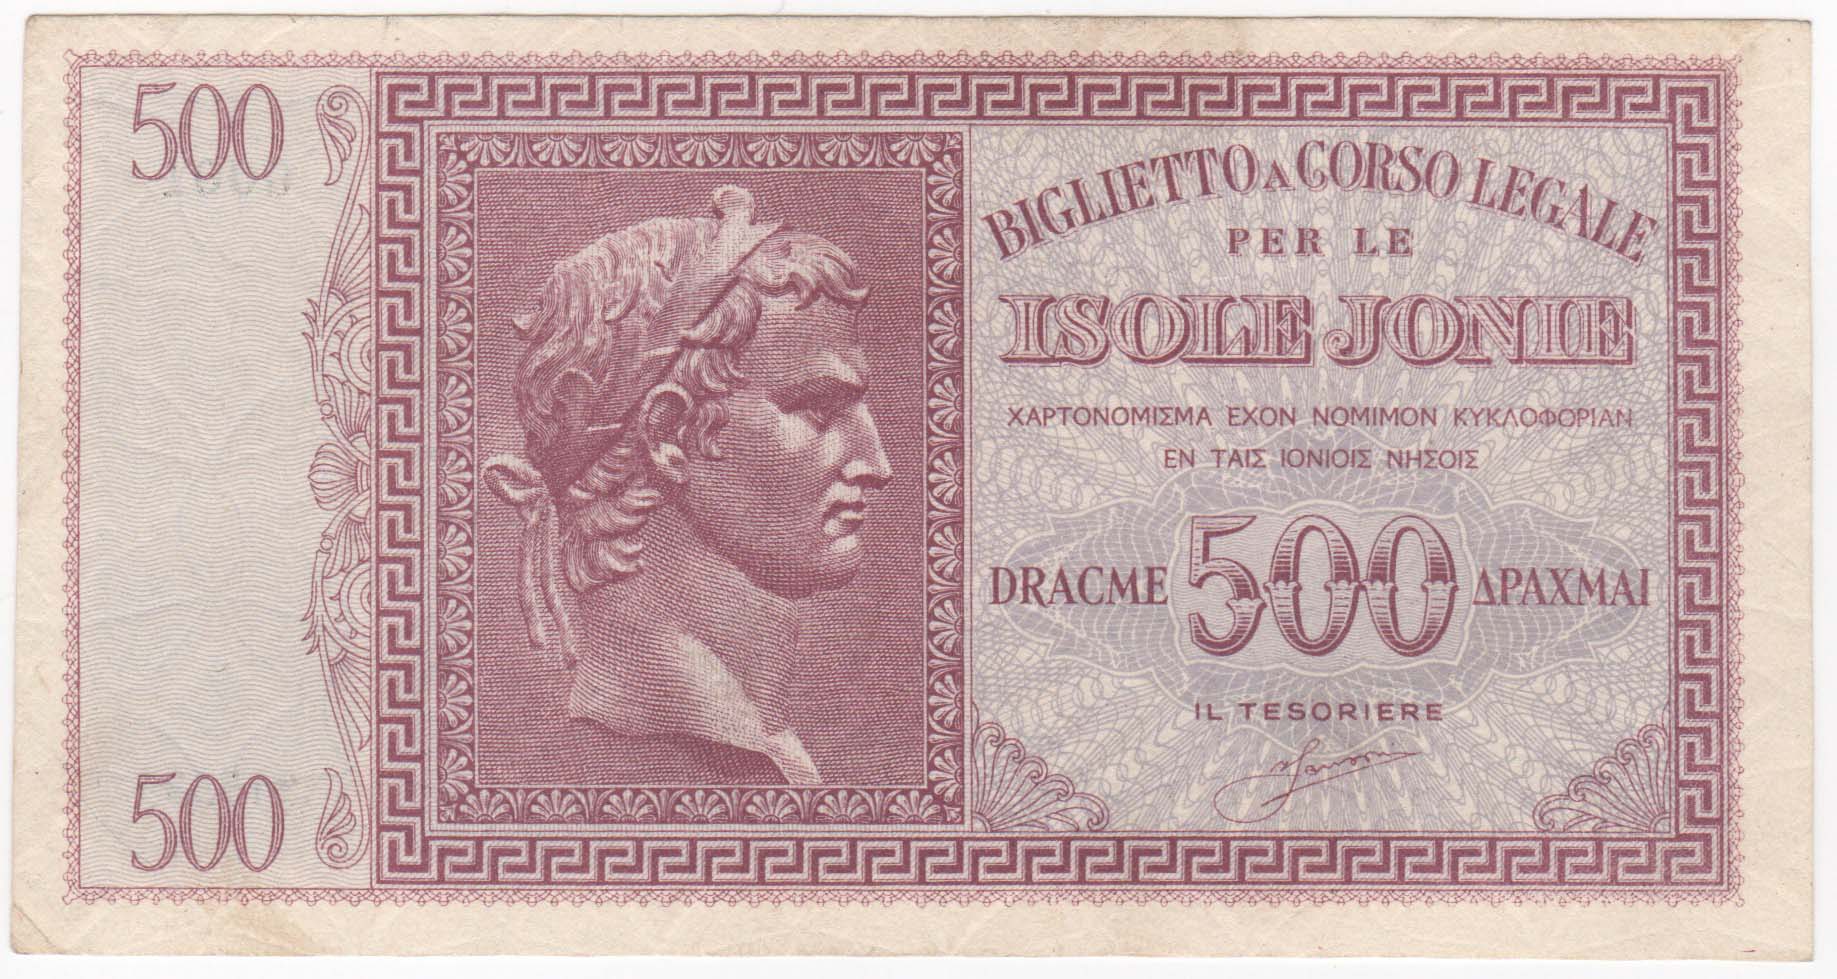 500
BIGLIETTO A CORSO LEGALE
PER LE
ISOLE JONIE
ΧΑΡΤΟΝΟΜΙΣΜΑ ΕΧΟΝ ΝΟΜΙΜΟΝ ΚΥΚΛΟΦΟΡΙΑΝ
ΕΝ ΤΑΙΣ ΙΟΝΙΟΙΣ ΝΗΣΟΙΣ
DRACME 500 ΔΡΑΧΜΑΙ
IL TESORIERE
500